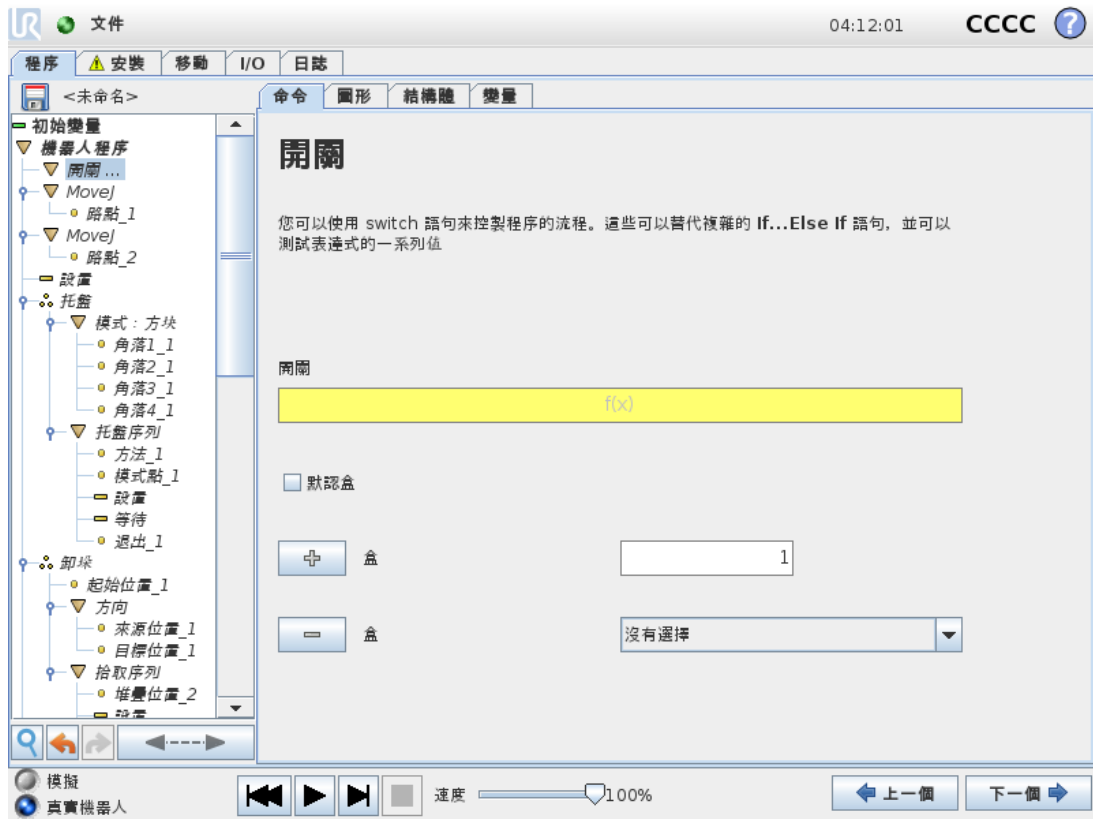 UR 文件 04:12:01 CCCC ?
程序 安裝 移動 I/O 日誌
<未命名> 命令 圖形 結構體 變量
初始變量
機器人程序
開關 ...
MoveJ
路點_1
MoveJ
路點_2
設置
托盤
模式：方块
角落1_1
角落2_1
角落3_1
角落4_1
托盤序列
方法_1
模式點_1
設置
等待
退出_1
卸垛
起始位置_1
方向
來源位置_1
目標位置_1
拾取序列
堆疊位置_2
設置
開關
您可以使用 switch 語句來控製程序的流程。這些可以替代複雜的 If...Else If 語句，並可以
測試表達式的一系列值
開關
f(x)
默認盒
盒 1
盒 沒有選擇
模擬
真實機器人
速度 100%
上一個 下一個